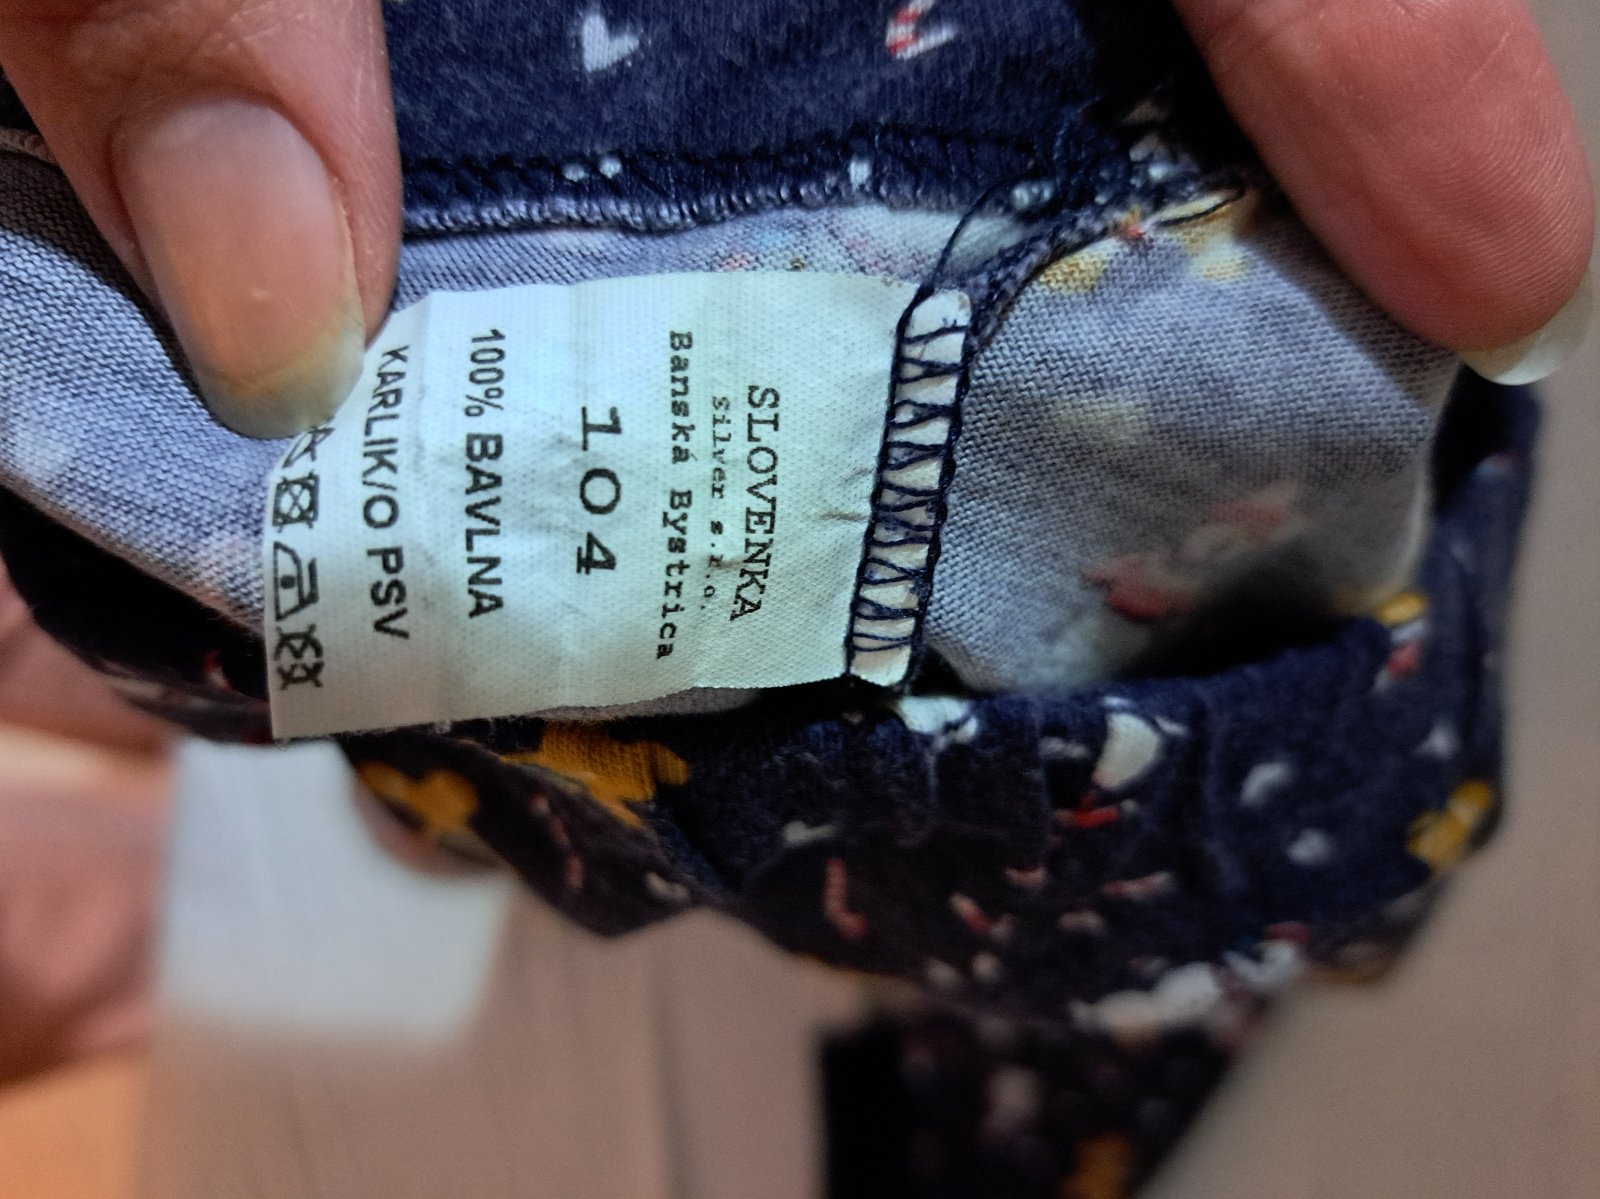 SLOVENKA
Silver s.r.o.
Banská Bystrica
104
100% BAVLNA
KARLIK/O PSV